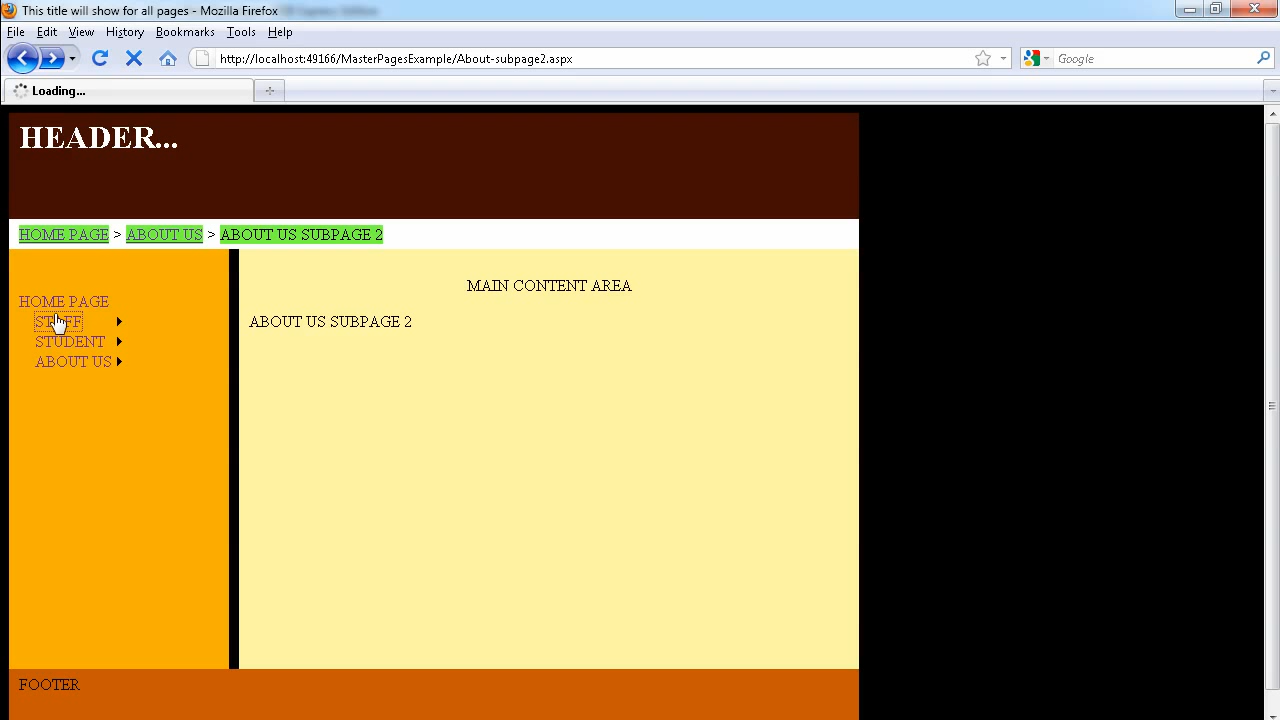 This title will show for all pages - Mozilla Firefox
File Edit View History Bookmarks Tools Help
http://localhost:49166/MasterPagesExample/About-subpage2.aspx
Google
Loading...
HEADER...
HOME PAGE > ABOUT US > ABOUT US SUBPAGE 2
HOME PAGE
STAFF
STUDENT
ABOUT US
MAIN CONTENT AREA
ABOUT US SUBPAGE 2
FOOTER